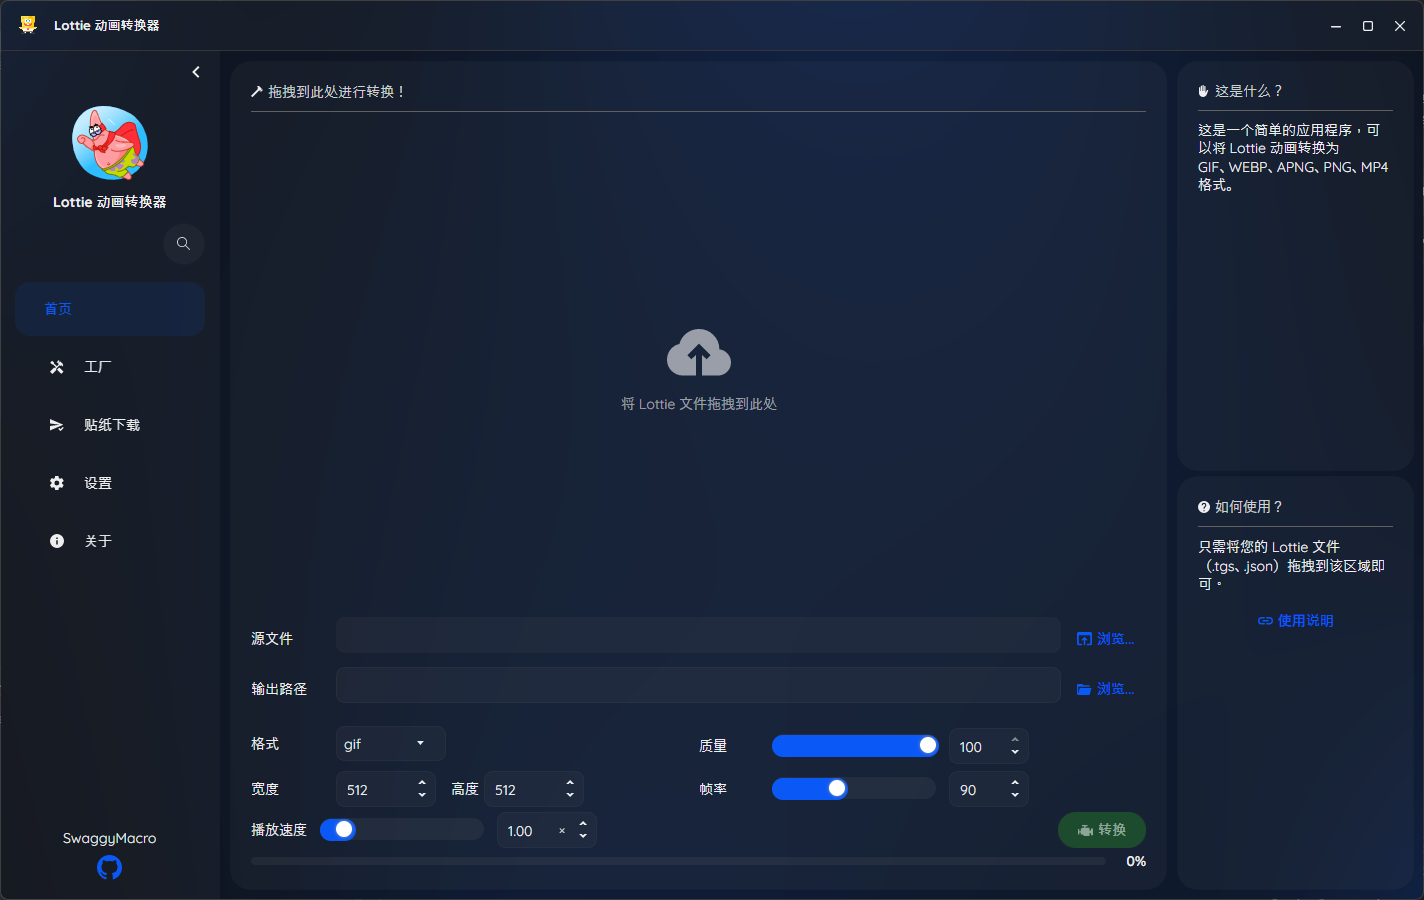 Lottie 动画转换器
Lottie 动画转换器
首页
工厂
贴纸下载
设置
关于
SwaggyMacro
拖拽到此处进行转换！
将 Lottie 文件拖拽到此处
源文件
浏览...
输出路径
浏览...
格式
gif
质量
100
宽度
512
高度
512
帧率
90
播放速度
1.00
×
转换
0%
这是什么？
这是一个简单的应用程序，可
以将 Lottie 动画转换为
GIF、WEBP、APNG、PNG、MP4
格式。
如何使用？
只需将您的 Lottie 文件
（.tgs、.json）拖拽到该区域即
可。
使用说明